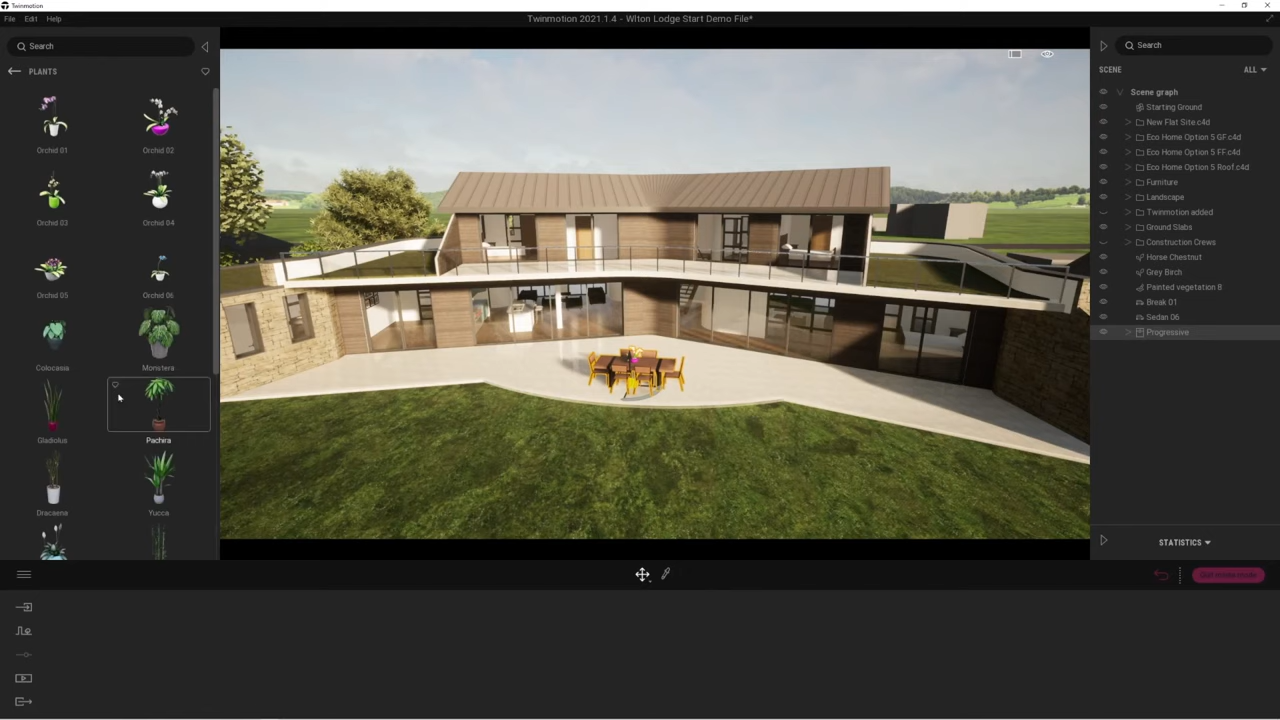 Twinmotion
File Edit Help
Twinmotion 2021.1.4 - Wlton Lodge Start Demo File*
Search
PLANTS
Orchid 01
Orchid 02
Orchid 03
Orchid 04
Orchid 05
Orchid 06
Colocasia
Monstera
Gladiolus
Pachira
Dracaena
Yucca
Search
SCENE
ALL
Scene graph
Starting Ground
New Flat Site.c4d
Eco Home Option 5 GF.c4d
Eco Home Option 5 FF.c4d
Eco Home Option 5 Roof.c4d
Furniture
Landscape
Twinmotion added
Ground Slabs
Construction Crews
Horse Chestnut
Grey Birch
Painted vegetation 8
Break 01
Sedan 06
Progressive
STATISTICS